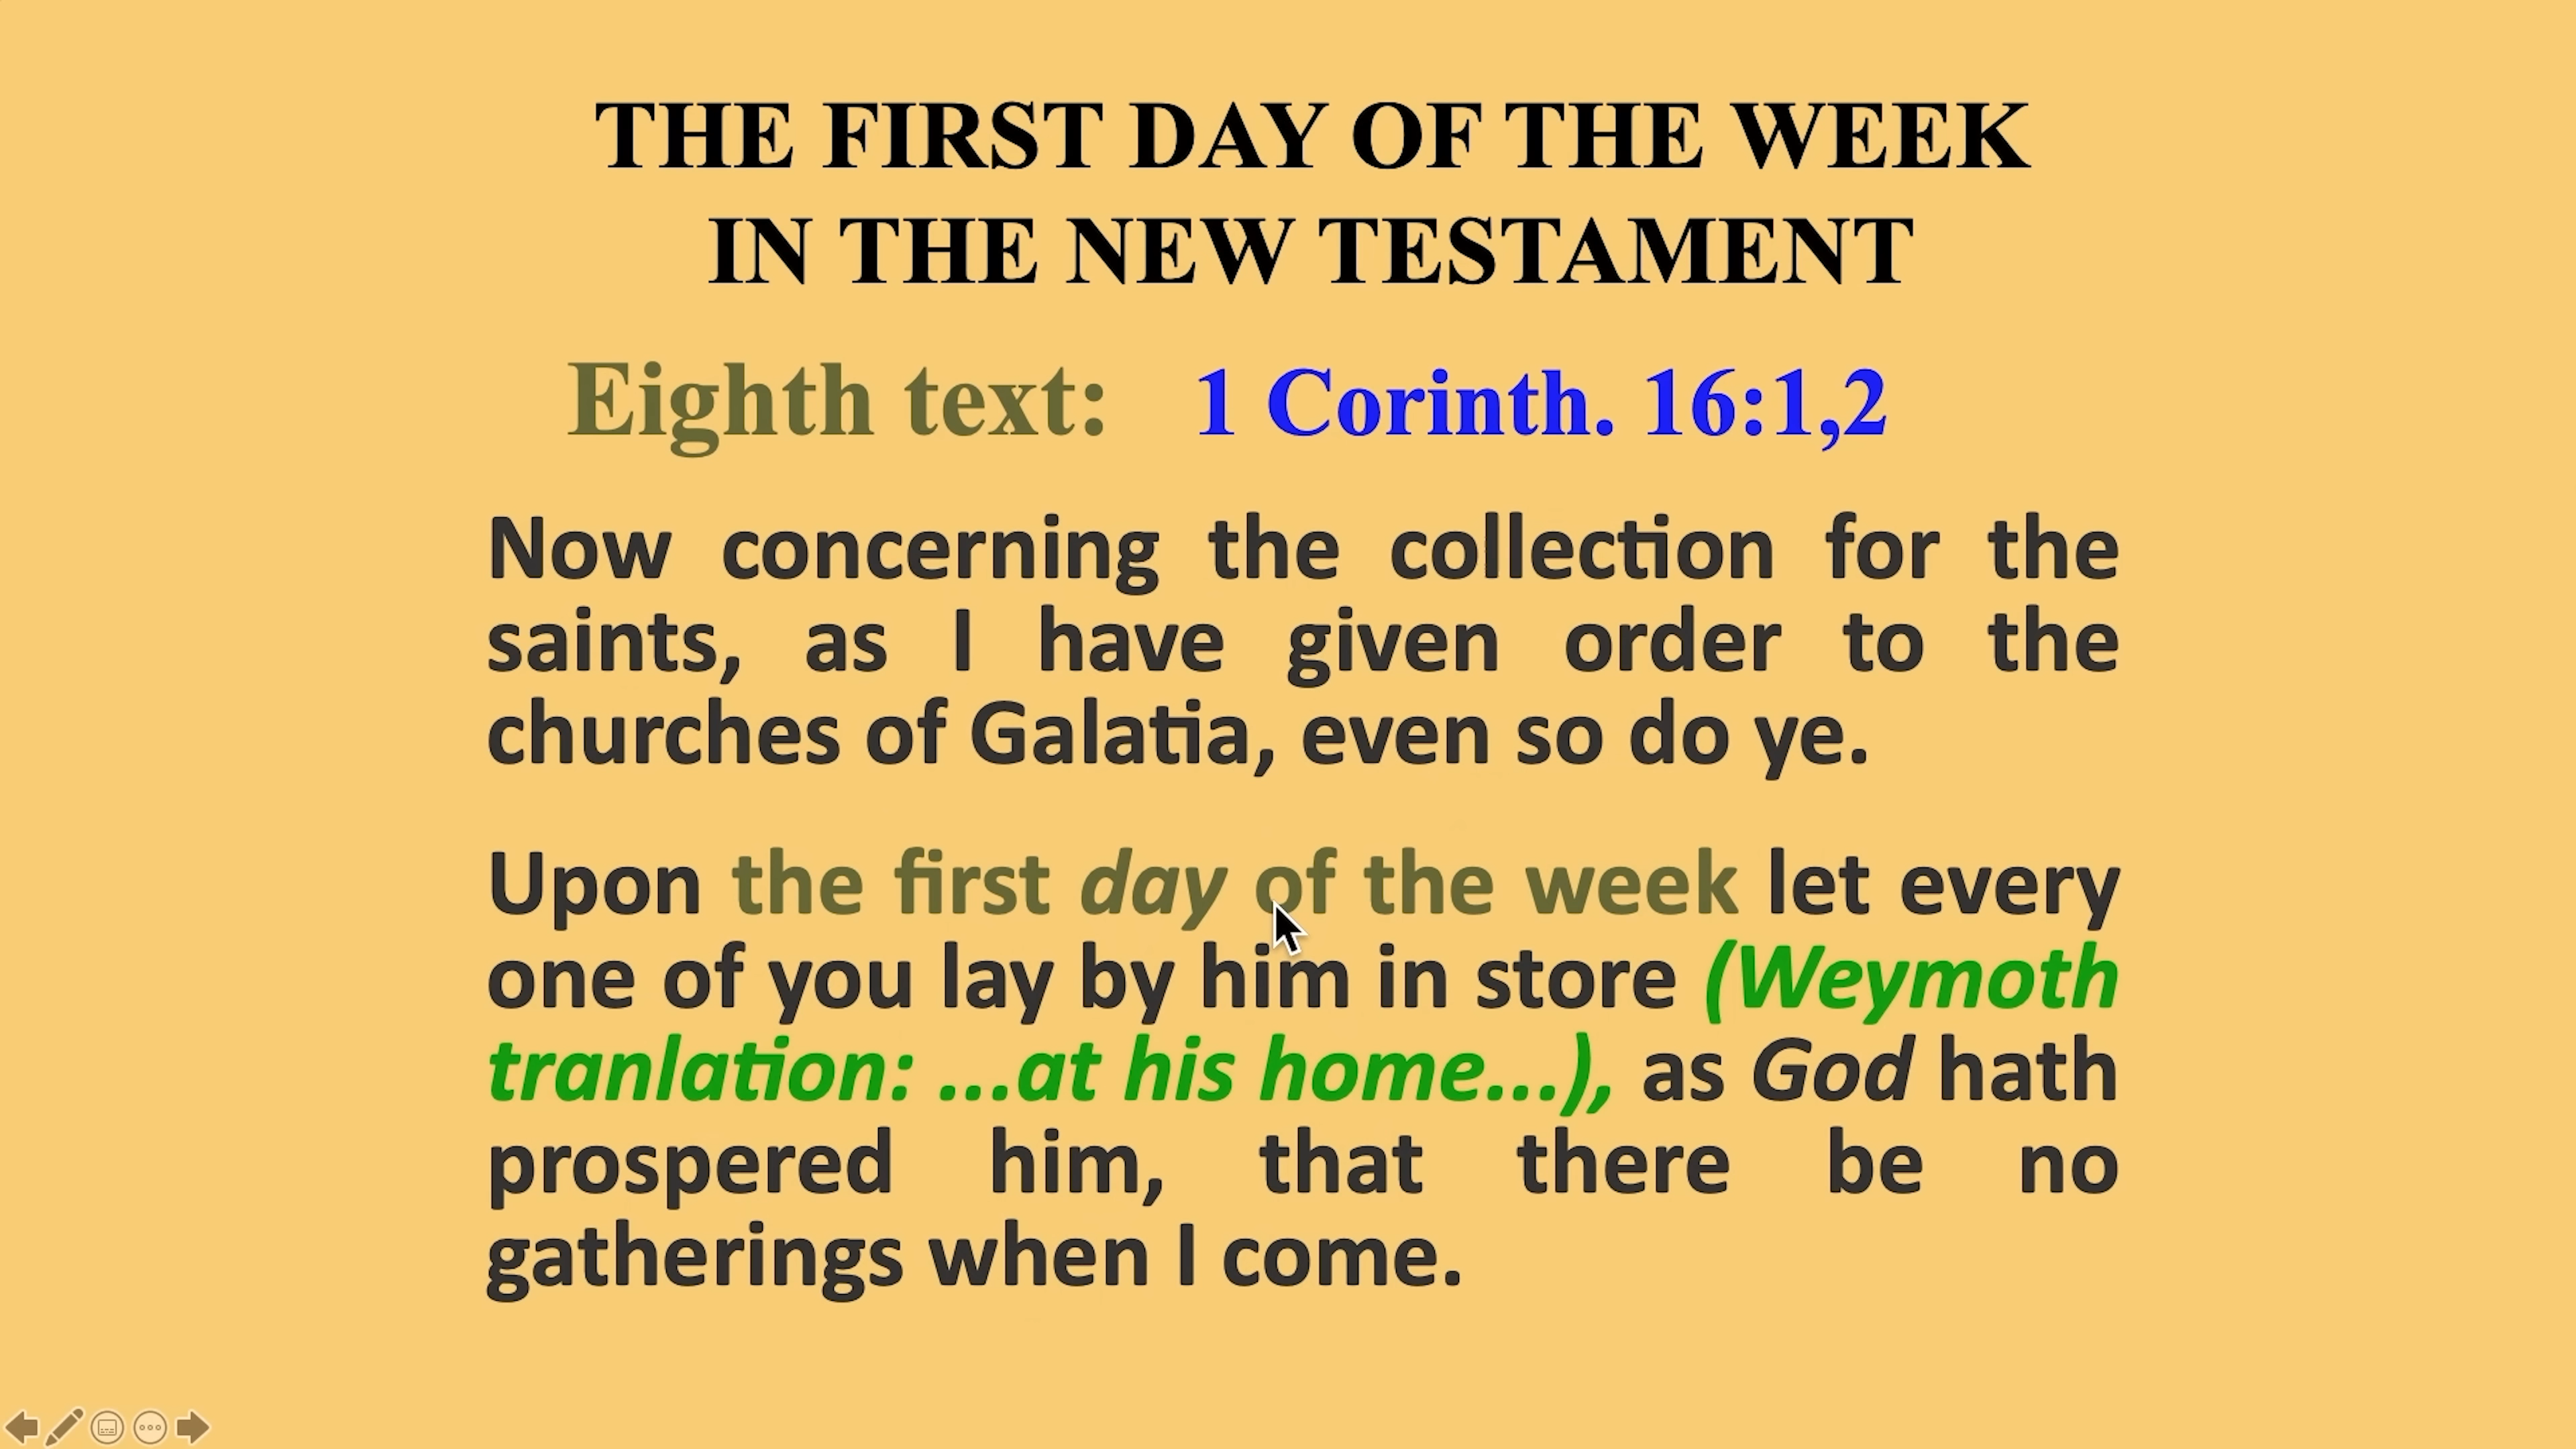 THE FIRST DAY OF THE WEEK
IN THE NEW TESTAMENT
Eighth text: 1 Corinth. 16:1,2
Now concerning the collection for the
saints, as I have given order to the
churches of Galatia, even so do ye.
Upon the first day of the week let every
one of you lay by him in store (Weymoth
tranlation: ...at his home...), as God hath
prospered him, that there be no
gatherings when I come.